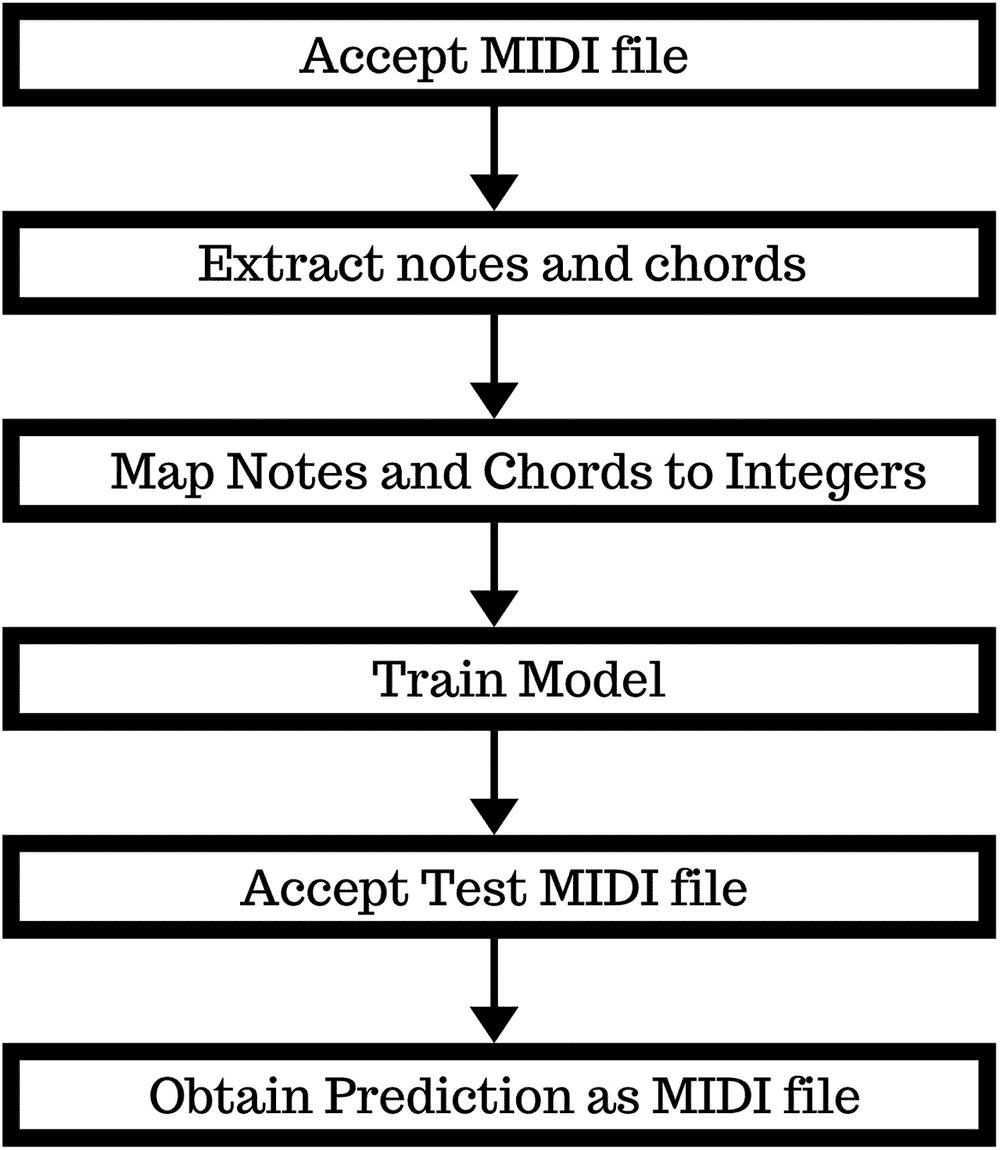 Accept MIDI file
Extract notes and chords
Map Notes and Chords to Integers
Train Model
Accept Test MIDI file
Obtain Prediction as MIDI file